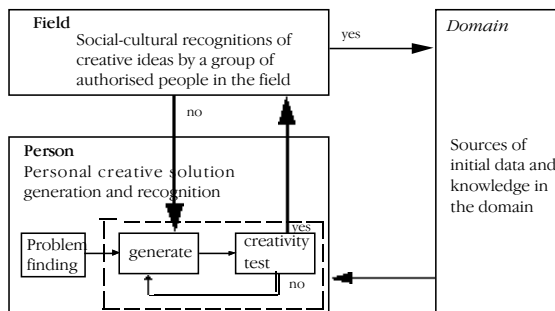 Field
Social-cultural recognitions of
creative ideas by a group of
authorised people in the field
yes
Domain
no
Person
Personal creative solution
generation and recognition
Sources of
initial data and
knowledge in
the domain
yes
Problem
finding
generate
creativity
test
no